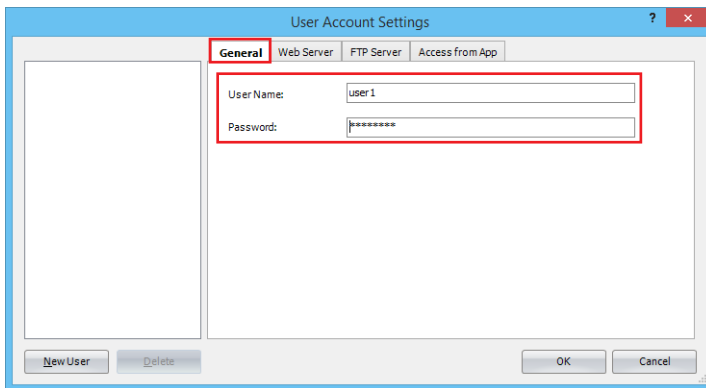 User Account Settings
? ×
General Web Server FTP Server Access from App
User Name: user1
Password: ********
New User Delete OK Cancel